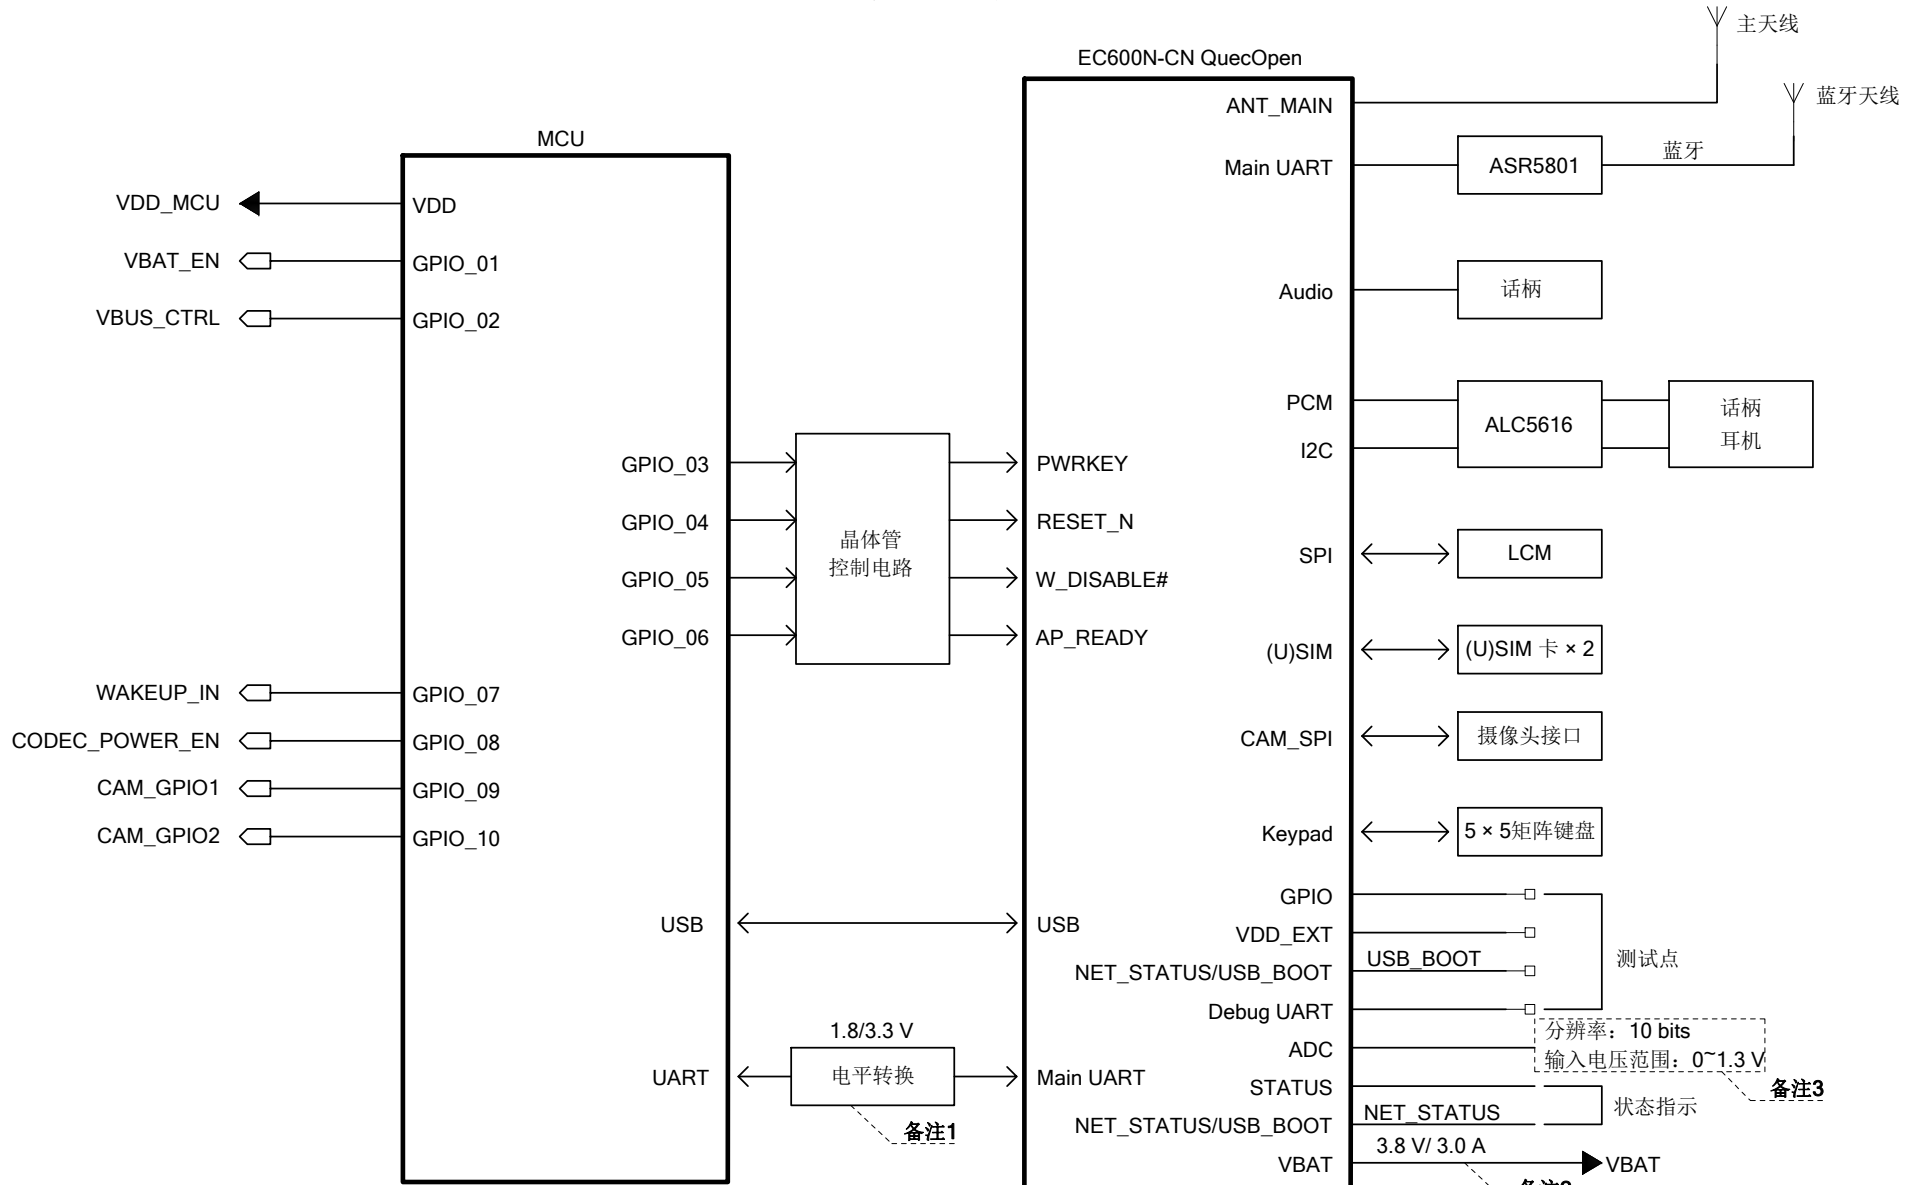 主天线
EC600N-CN QuecOpen
蓝牙天线
ANT_MAIN
MCU
蓝牙
Main UART
ASR5801
VDD_MCU
VDD
VBAT_EN
GPIO_01
Audio
话柄
VBUS_CTRL
GPIO_02
PCM
ALC5616
话柄
耳机
I2C
GPIO_03
PWRKEY
GPIO_04
RESET_N
晶体管
控制电路
SPI
LCM
GPIO_05
W_DISABLE#
GPIO_06
AP_READY
(U)SIM
(U)SIM 卡 × 2
WAKEUP_IN
GPIO_07
CODEC_POWER_EN
GPIO_08
CAM_SPI
摄像头接口
CAM_GPIO1
GPIO_09
CAM_GPIO2
GPIO_10
Keypad
5 × 5矩阵键盘
GPIO
USB
USB
VDD_EXT
USB_BOOT
测试点
NET_STATUS/USB_BOOT
Debug UART
1.8/3.3 V
分辨率：10 bits
ADC
输入电压范围：0~1.3 V
UART
电平转换
Main UART
STATUS
备注3
NET_STATUS
状态指示
备注1
NET_STATUS/USB_BOOT
3.8 V/ 3.0 A
VBAT
VBAT